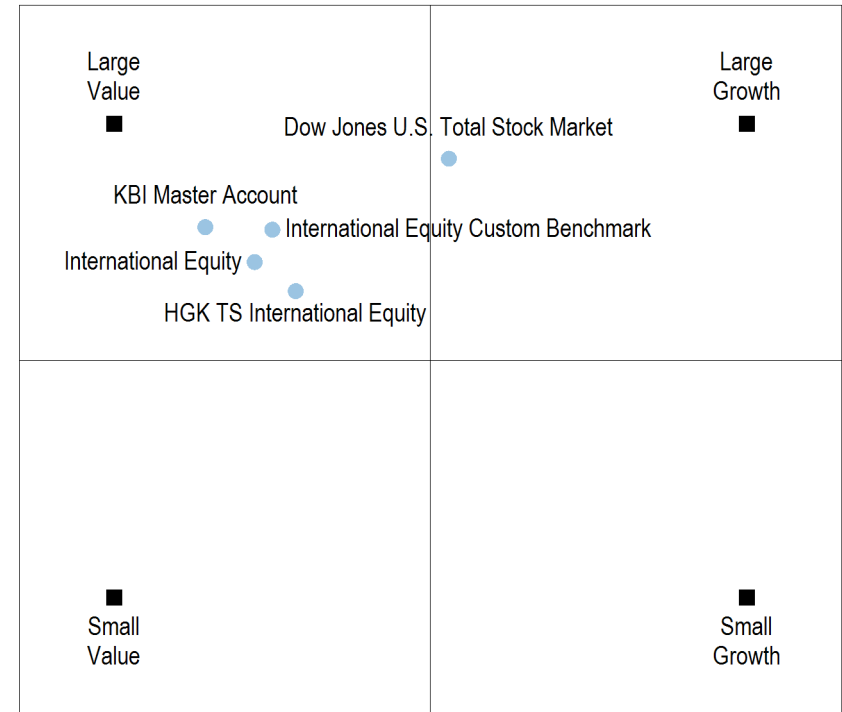 Large
Value
Large
Growth
Dow Jones U.S. Total Stock Market
KBI Master Account
International Equity Custom Benchmark
International Equity
HGK TS International Equity
Small
Value
Small
Growth